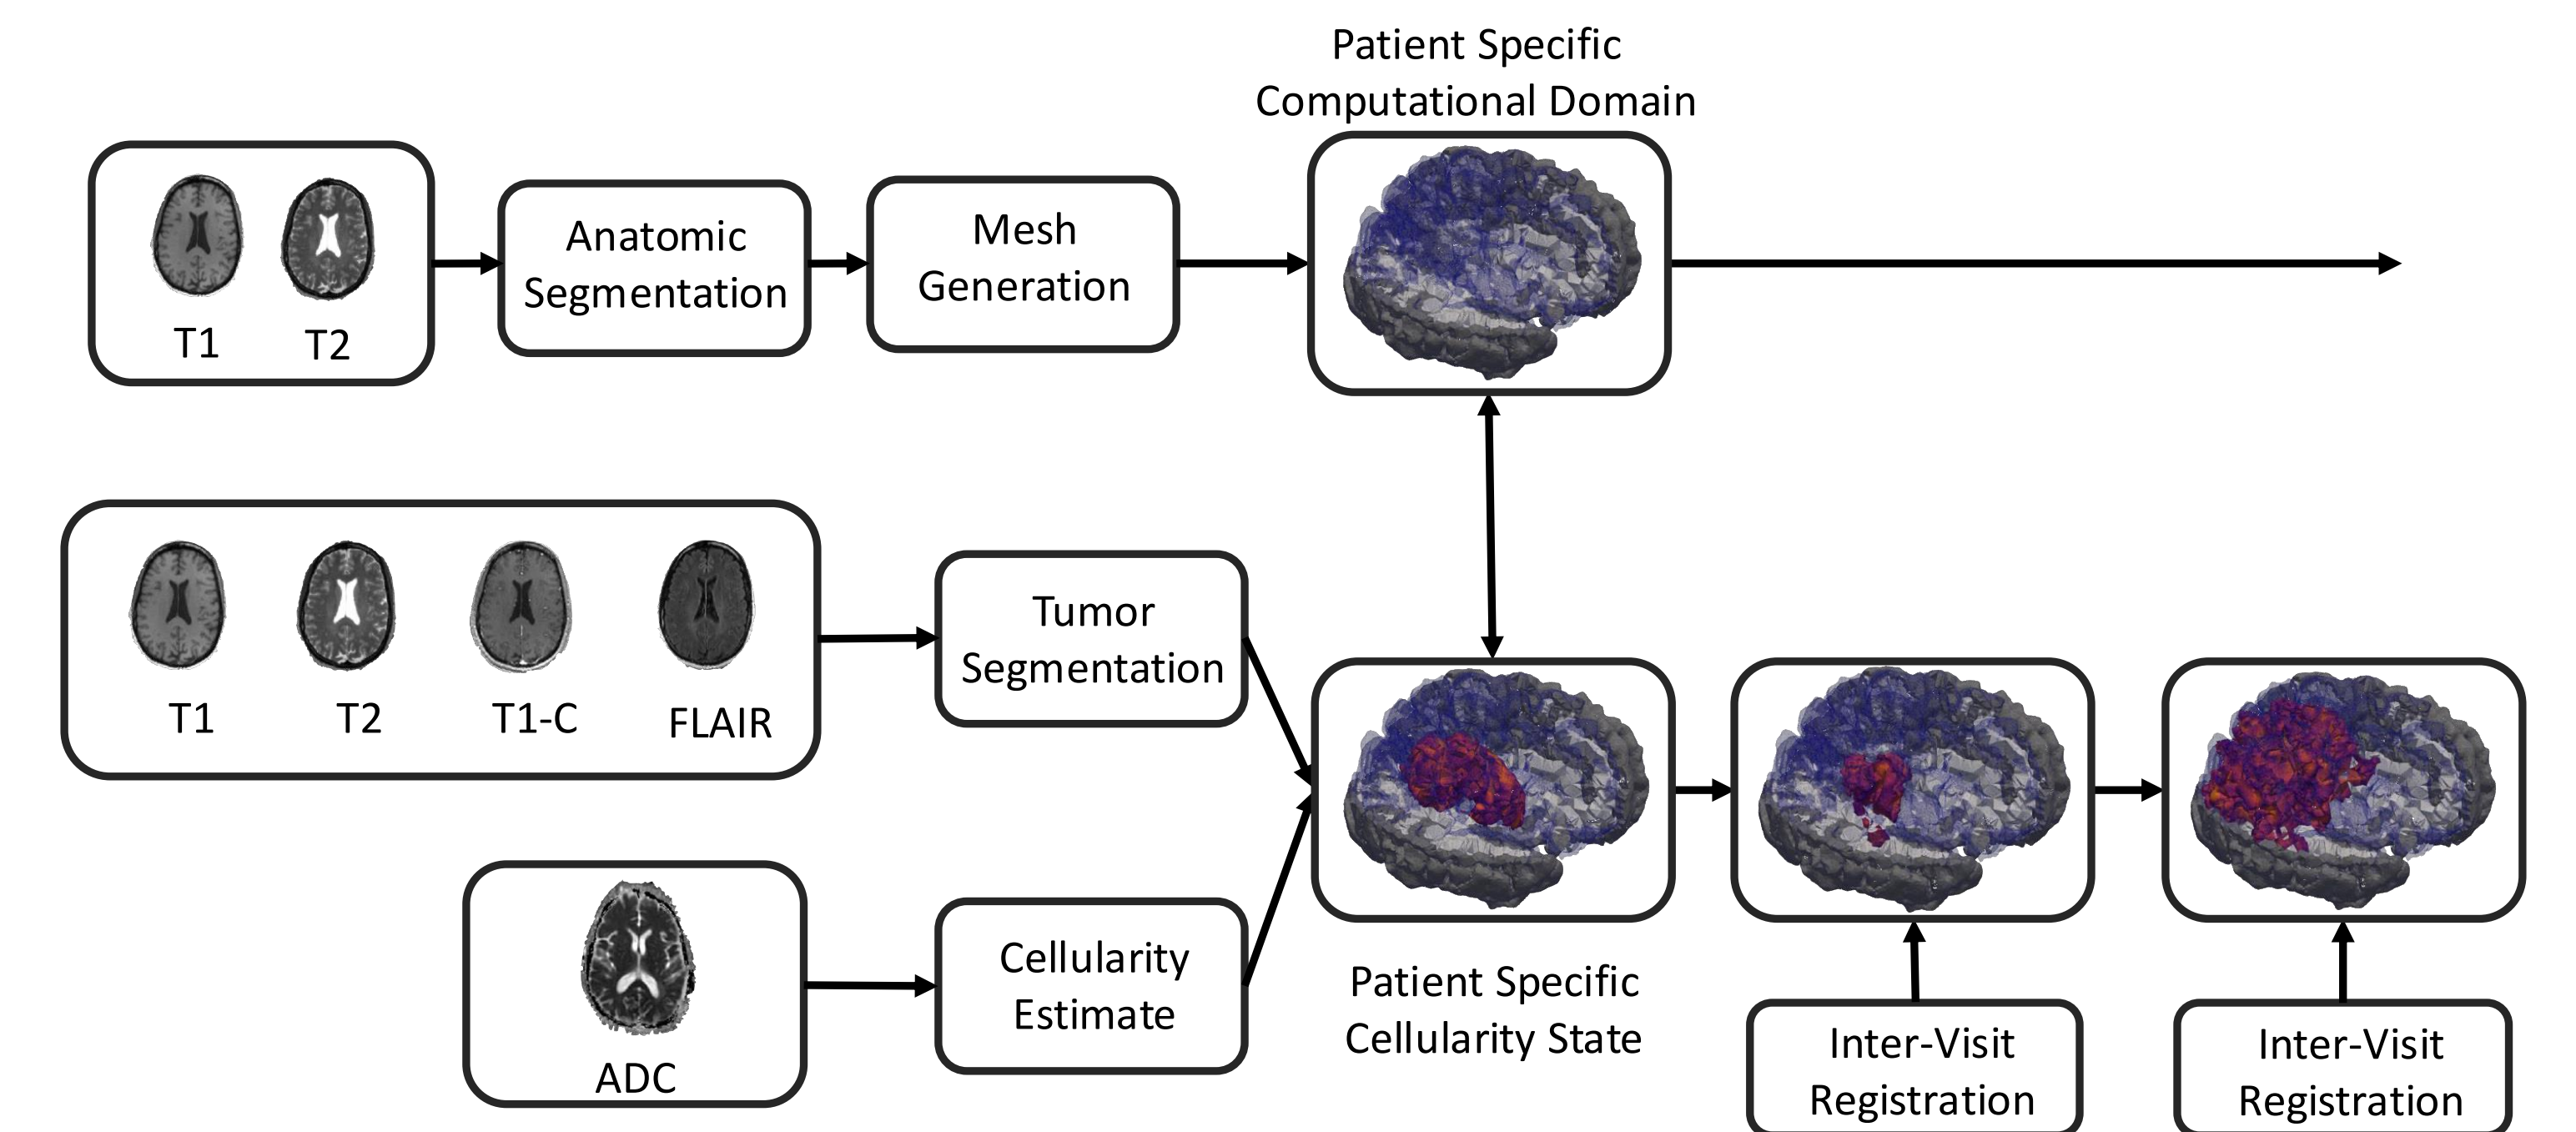 Patient Specific
Computational Domain
T1
T2
Anatomic
Segmentation
Mesh
Generation
T1
T2
T1-C
FLAIR
Tumor
Segmentation
ADC
Cellularity
Estimate
Patient Specific
Cellularity State
Inter-Visit
Registration
Inter-Visit
Registration